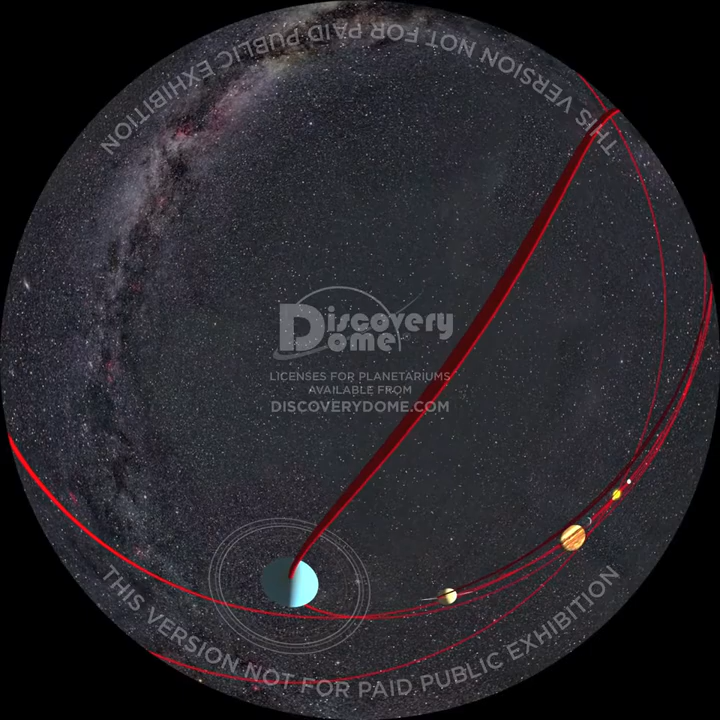 THIS VERSION NOT FOR PAID PUBLIC EXHIBITION
Discovery
Dome
LICENSES FOR PLANETARIUMS
AVAILABLE FROM
DISCOVERYDOME.COM
THIS VERSION NOT FOR PAID PUBLIC EXHIBITION